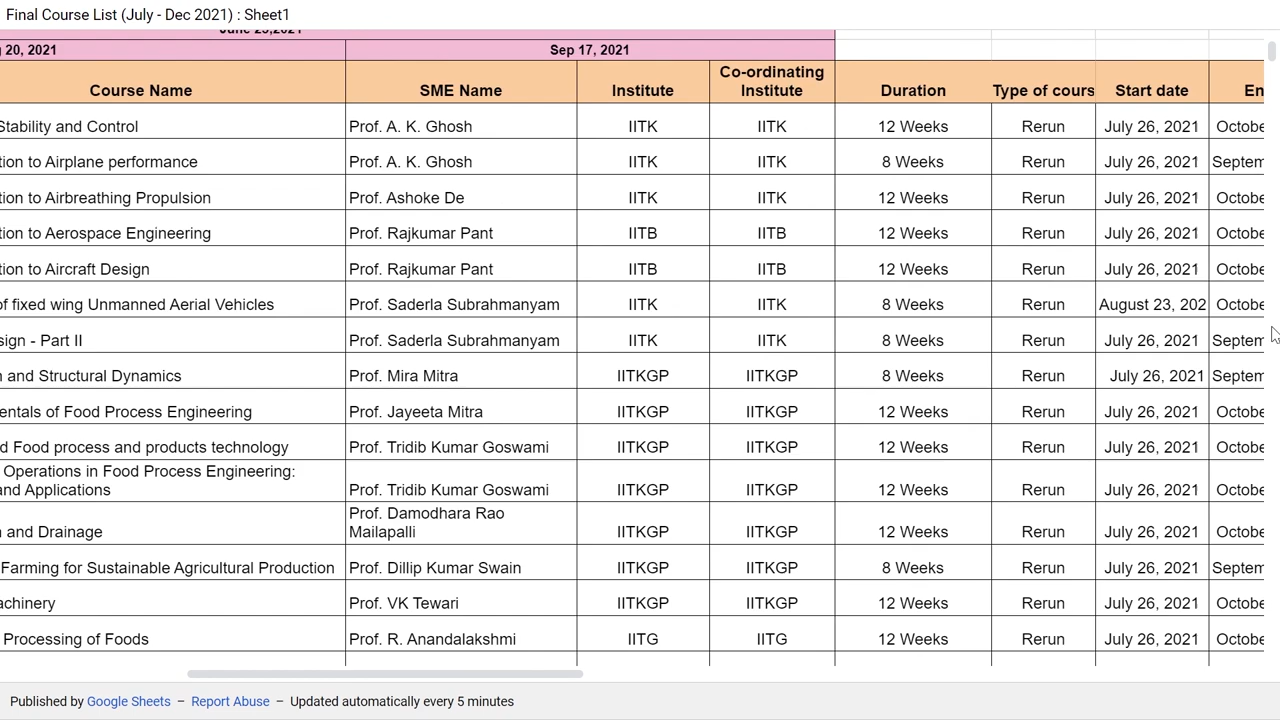 Final Course List (July - Dec 2021) : Sheet1
June 25,2021
20, 2021 Sep 17, 2021
Co-ordinating
Course Name SME Name Institute Institute Duration Type of cours Start date En
Stability and Control Prof. A. K. Ghosh IITK IITK 12 Weeks Rerun July 26, 2021 Octobe
tion to Airplane performance Prof. A. K. Ghosh IITK IITK 8 Weeks Rerun July 26, 2021 Septem
tion to Airbreathing Propulsion Prof. Ashoke De IITK IITK 12 Weeks Rerun July 26, 2021 Octobe
tion to Aerospace Engineering Prof. Rajkumar Pant IITB IITB 12 Weeks Rerun July 26, 2021 Octobe
tion to Aircraft Design Prof. Rajkumar Pant IITB IITB 12 Weeks Rerun July 26, 2021 Octobe
of fixed wing Unmanned Aerial Vehicles Prof. Saderla Subrahmanyam IITK IITK 8 Weeks Rerun August 23, 202 Octobe
sign - Part II Prof. Saderla Subrahmanyam IITK IITK 8 Weeks Rerun July 26, 2021 Septem
n and Structural Dynamics Prof. Mira Mitra IITKGP IITKGP 8 Weeks Rerun July 26, 2021 Septem
entals of Food Process Engineering Prof. Jayeeta Mitra IITKGP IITKGP 12 Weeks Rerun July 26, 2021 Octobe
d Food process and products technology Prof. Tridib Kumar Goswami IITKGP IITKGP 12 Weeks Rerun July 26, 2021 Octobe
Operations in Food Process Engineering:
and Applications Prof. Tridib Kumar Goswami IITKGP IITKGP 12 Weeks Rerun July 26, 2021 Octobe
Prof. Damodhara Rao
n and Drainage Mailapalli IITKGP IITKGP 12 Weeks Rerun July 26, 2021 Octobe
Farming for Sustainable Agricultural Production Prof. Dillip Kumar Swain IITKGP IITKGP 8 Weeks Rerun July 26, 2021 Septem
achinery Prof. VK Tewari IITKGP IITKGP 12 Weeks Rerun July 26, 2021 Octobe
Processing of Foods Prof. R. Anandalakshmi IITG IITG 12 Weeks Rerun July 26, 2021 Octobe
Published by Google Sheets – Report Abuse – Updated automatically every 5 minutes